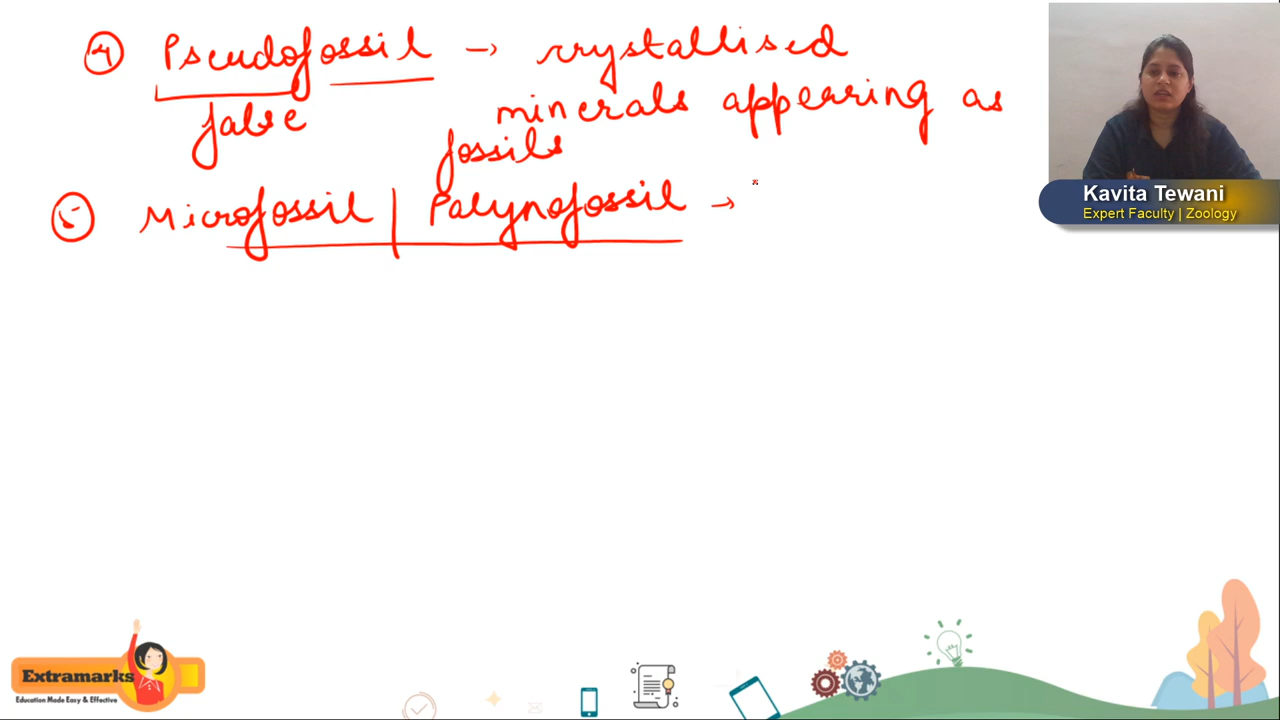 4 Pseudofossil → crystallised
false
minerals appearing as
fossils
5 Microfossil | Palynofossil →
Kavita Tewani
Expert Faculty | Zoology
Extramarks
Education Made Easy & Effective